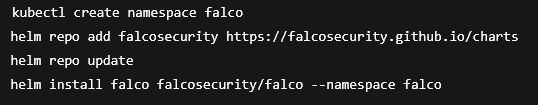 kubectl create namespace falco
helm repo add falcosecurity https://falcosecurity.github.io/charts
helm repo update
helm install falco falcosecurity/falco --namespace falco